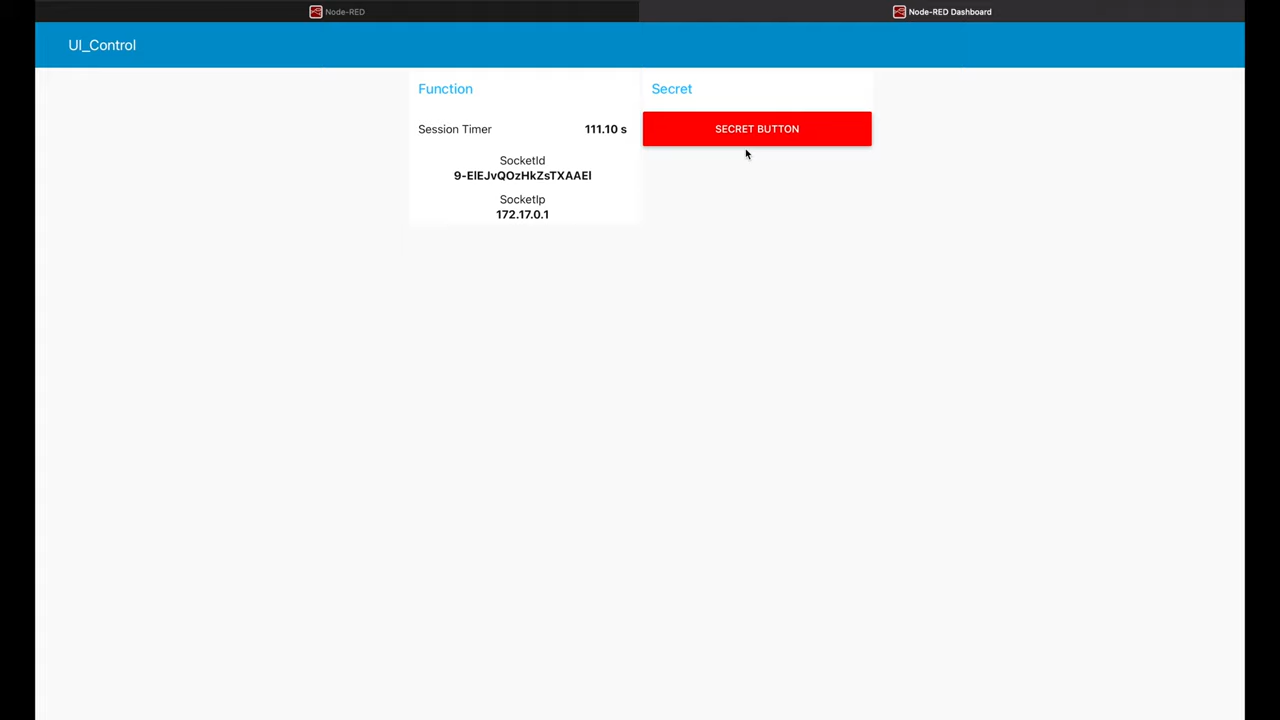 Node-RED
Node-RED Dashboard
UI_Control
Function
Session Timer 111.10 s
SocketId
9-EIEJvQOzHkZsTXAAEI
SocketIp
172.17.0.1
Secret
SECRET BUTTON